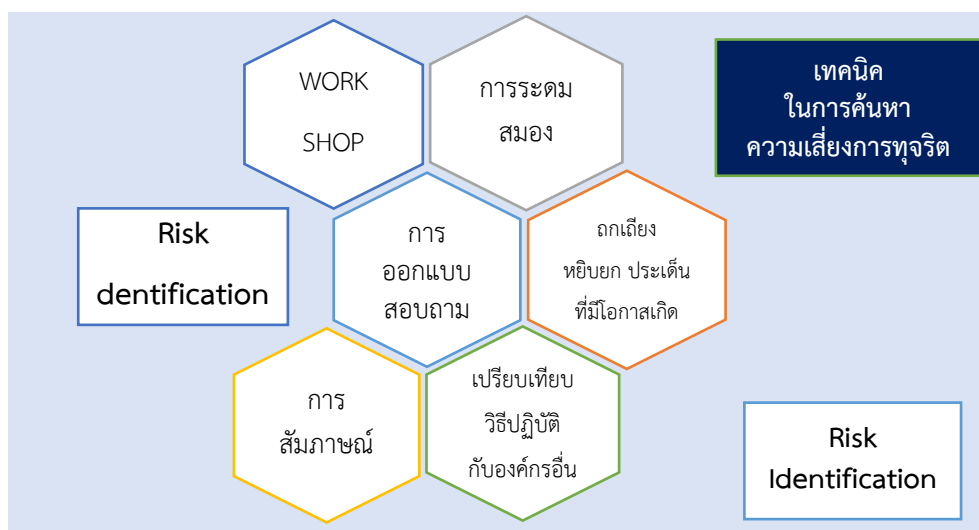 WORK
SHOP
การระดม
สมอง
เทคนิค
ในการค้นหา
ความเสี่ยงการทุจริต
Risk
dentification
การ
ออกแบบ
สอบถาม
ถกเถียง
หยิบยก ประเด็น
ที่มีโอกาสเกิด
การ
สัมภาษณ์
เปรียบเทียบ
วิธีปฏิบัติ
กับองค์กรอื่น
Risk
Identification